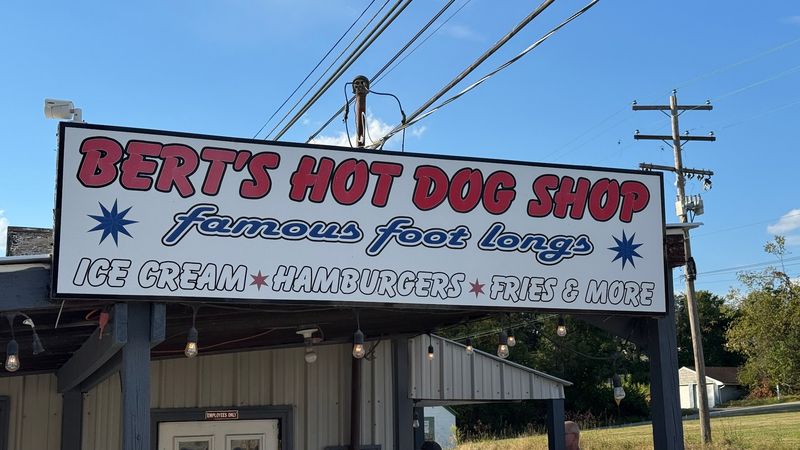 BERT'S HOT DOG SHOP
famous foot longs
ICE CREAM ★ HAMBURGERS ★ FRIES & MORE
EMPLOYEES ONLY